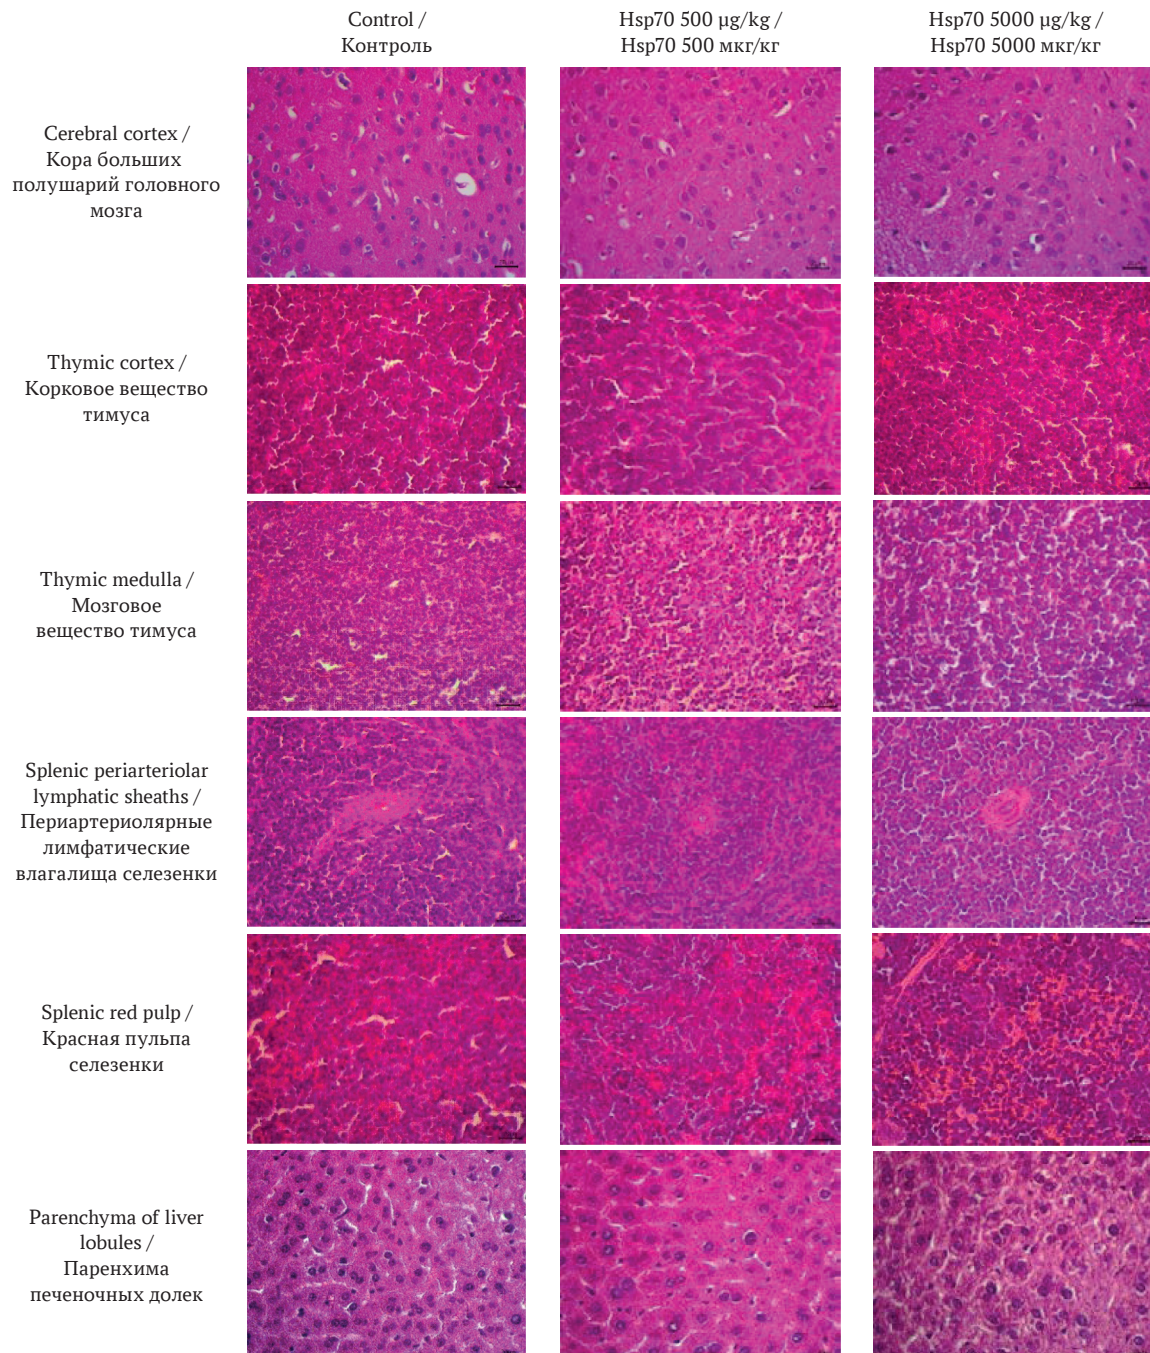 Control /
Контроль
Hsp70 500 µg/kg /
Hsp70 500 мкг/кг
Hsp70 5000 µg/kg /
Hsp70 5000 мкг/кг
Cerebral cortex /
Кора больших
полушарий головного
мозга
Thymic cortex /
Корковое вещество
тимуса
Thymic medulla /
Мозговое
вещество тимуса
Splenic periarteriolar
lymphatic sheaths /
Периартериолярные
лимфатические
влагалища селезенки
Splenic red pulp /
Красная пульпа
селезенки
Parenchyma of liver
lobules /
Паренхима
печеночных долек